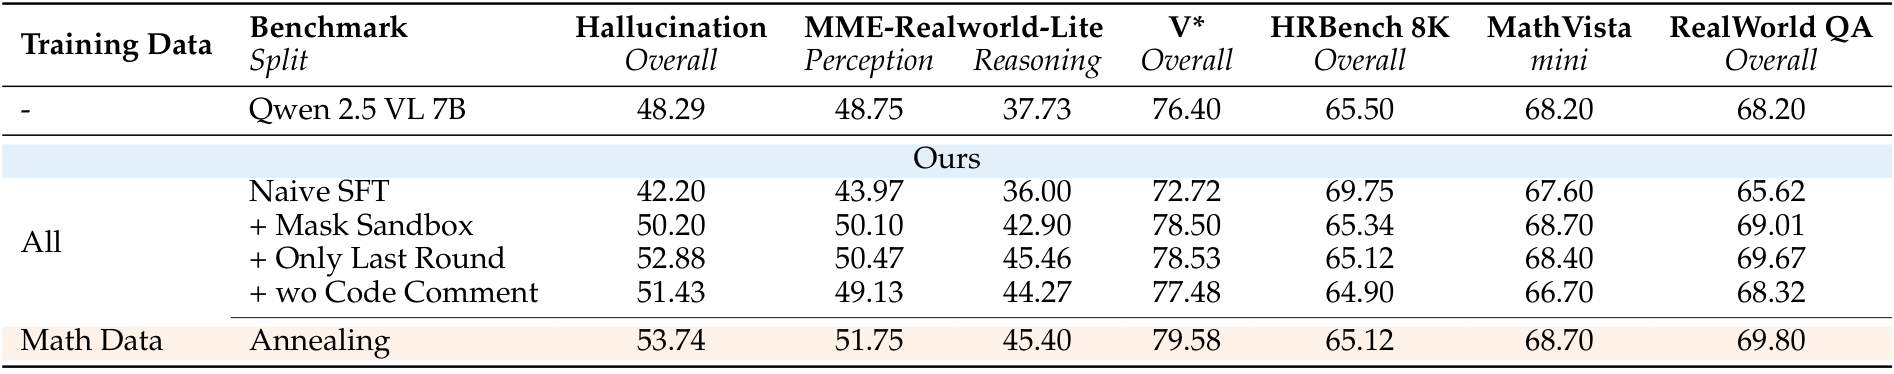 Training Data Benchmark Hallucination MME-Realworld-Lite V* HRBench 8K MathVista RealWorld QA
Split Overall Perception Reasoning Overall Overall mini Overall
- Qwen 2.5 VL 7B 48.29 48.75 37.73 76.40 65.50 68.20 68.20
Ours
All
Naive SFT 42.20 43.97 36.00 72.72 69.75 67.60 65.62
+ Mask Sandbox 50.20 50.10 42.90 78.50 65.34 68.70 69.01
+ Only Last Round 52.88 50.47 45.46 78.53 65.12 68.40 69.67
+ wo Code Comment 51.43 49.13 44.27 77.48 64.90 66.70 68.32
Math Data Annealing 53.74 51.75 45.40 79.58 65.12 68.70 69.80